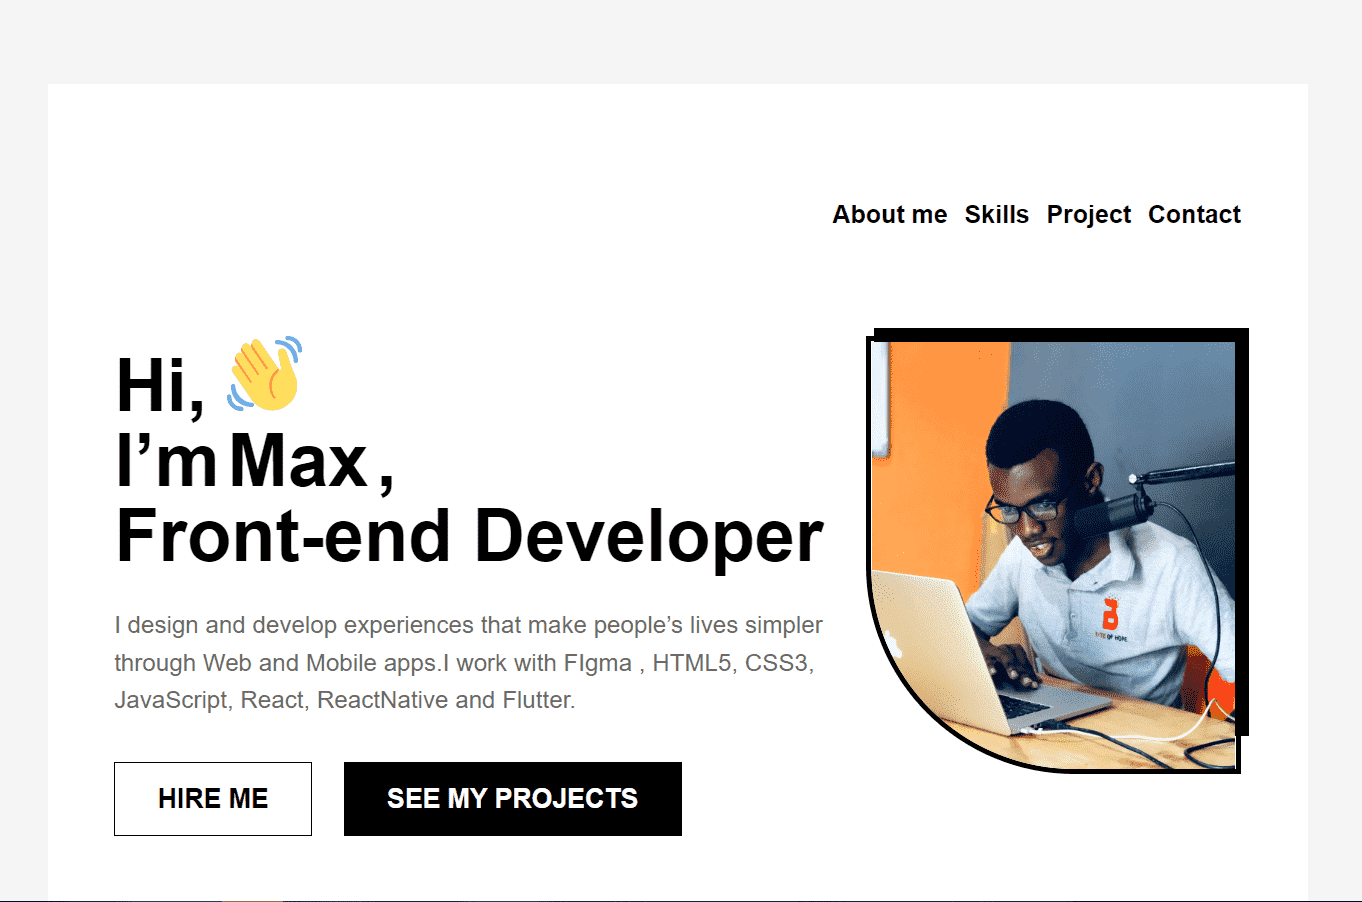 About me Skills Project Contact
Hi,
I’m Max ,
Front-end Developer
I design and develop experiences that make people’s lives simpler
through Web and Mobile apps.I work with FIgma , HTML5, CSS3,
JavaScript, React, ReactNative and Flutter.
HIRE ME
SEE MY PROJECTS